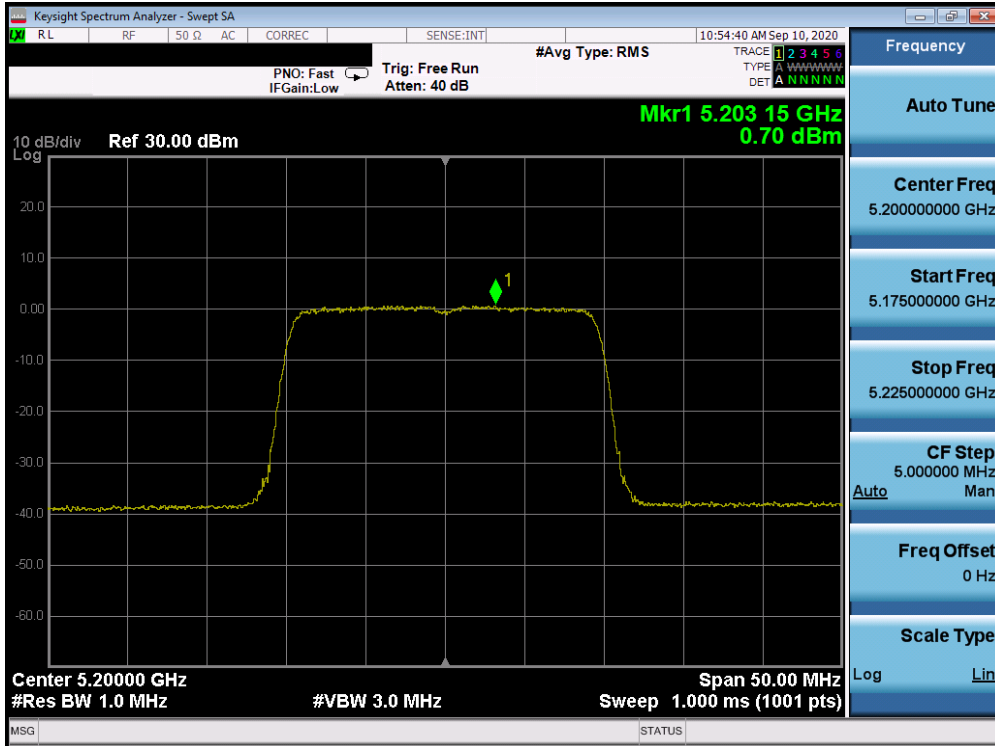 Keysight Spectrum Analyzer - Swept SA
LXI RL RF 50 Ω AC CORREC SENSE:INT 10:54:40 AM Sep 10, 2020
#Avg Type: RMS
TRACE 1 2 3 4 5 6
PNO: Fast Trig: Free Run
TYPE A WWWWW
IFGain:Low Atten: 40 dB
DET A N N N N N
Mkr1 5.203 15 GHz
0.70 dBm
10 dB/div Ref 30.00 dBm
Log
20.0
10.0
0.00
-10.0
-20.0
-30.0
-40.0
-50.0
-60.0
1
Center 5.20000 GHz Span 50.00 MHz
#Res BW 1.0 MHz #VBW 3.0 MHz Sweep 1.000 ms (1001 pts)
MSG STATUS
Frequency
Auto Tune
Center Freq
5.200000000 GHz
Start Freq
5.175000000 GHz
Stop Freq
5.225000000 GHz
CF Step
5.000000 MHz
Auto Man
Freq Offset
0 Hz
Scale Type
Log Lin